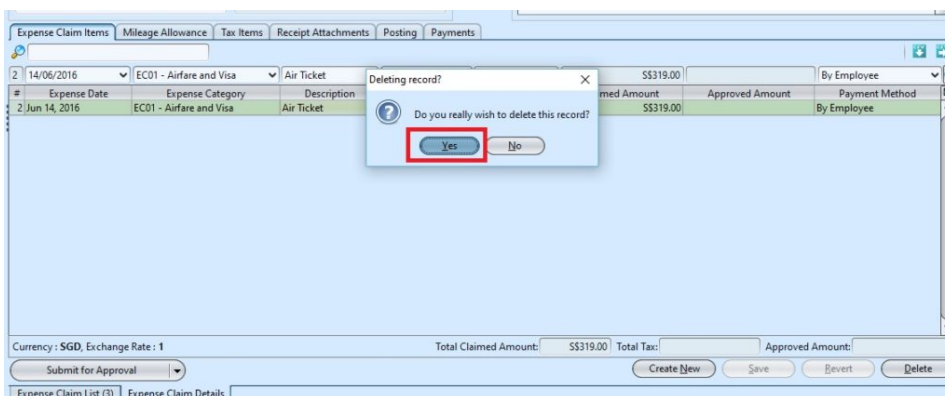 Expense Claim Items Mileage Allowance Tax Items Receipt Attachments Posting Payments
2 14/06/2016 EC01 - Airfare and Visa Air Ticket S$319.00 By Employee
Deleting record?
# Expense Date Expense Category Description med Amount Approved Amount Payment Method
2 Jun 14, 2016 EC01 - Airfare and Visa Air Ticket S$319.00 By Employee
Do you really wish to delete this record?
Yes No
Currency : SGD, Exchange Rate : 1 Total Claimed Amount: S$319.00 Total Tax: Approved Amount:
Submit for Approval Create New Save Revert Delete
Expense Claim List (3) Expense Claim Details